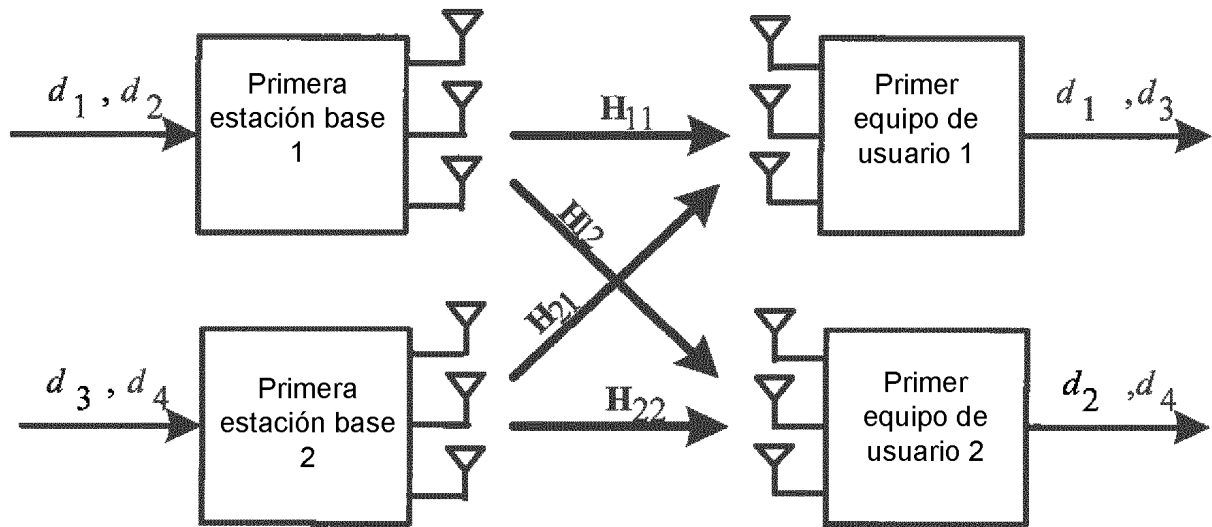 d1 , d2
Primera
estación base
1
H11
Primer
equipo de
usuario 1
d1 ,d3
H12
H21
d3 , d4
Primera
estación base
2
H22
Primer
equipo de
usuario 2
d2 ,d4